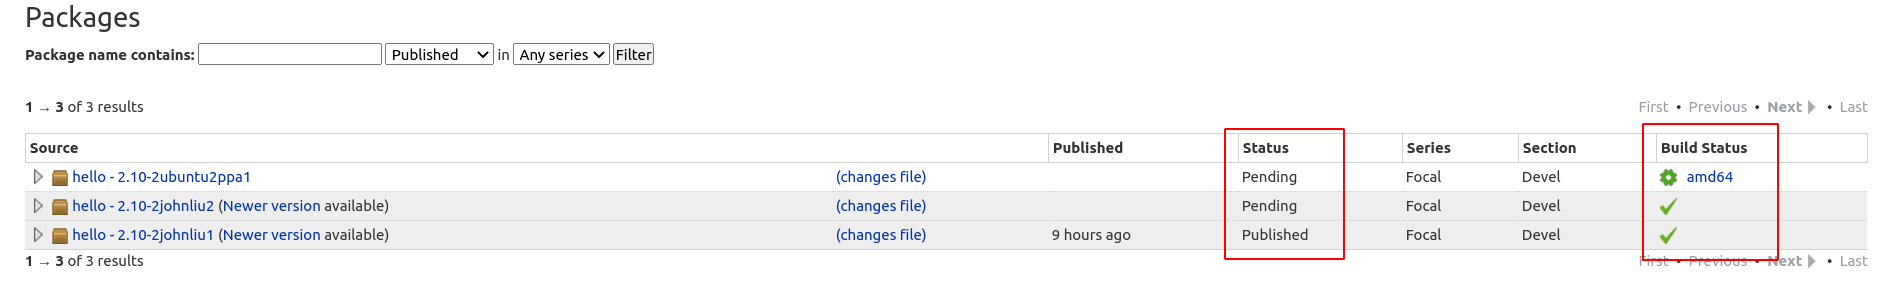 Packages
Package name contains: Published in Any series Filter
1 → 3 of 3 results First • Previous • Next • Last
Source Published Status Series Section Build Status
hello - 2.10-2ubuntu2ppa1 (changes file) Pending Focal Devel amd64
hello - 2.10-2johnliu2 (Newer version available) (changes file) Pending Focal Devel
hello - 2.10-2johnliu1 (Newer version available) (changes file) 9 hours ago Published Focal Devel
1 → 3 of 3 results First • Previous • Next • Last